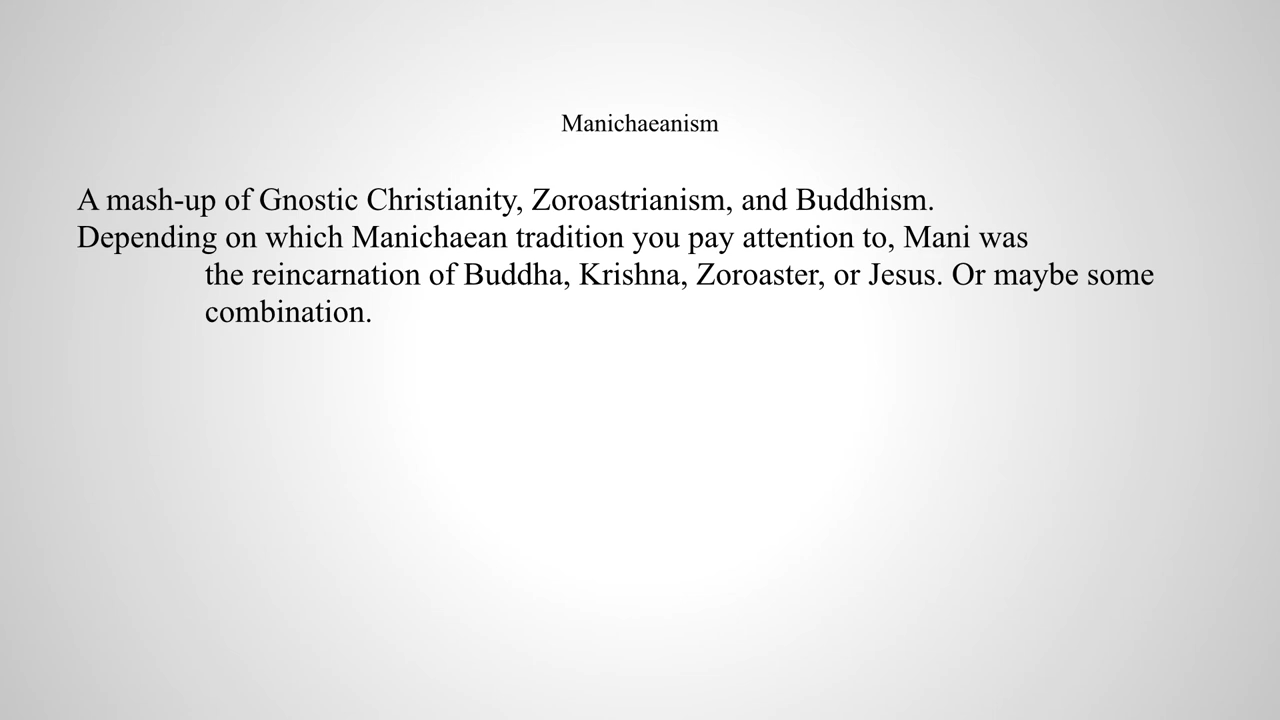 Manichaeanism
A mash-up of Gnostic Christianity, Zoroastrianism, and Buddhism.
Depending on which Manichaean tradition you pay attention to, Mani was
the reincarnation of Buddha, Krishna, Zoroaster, or Jesus. Or maybe some
combination.